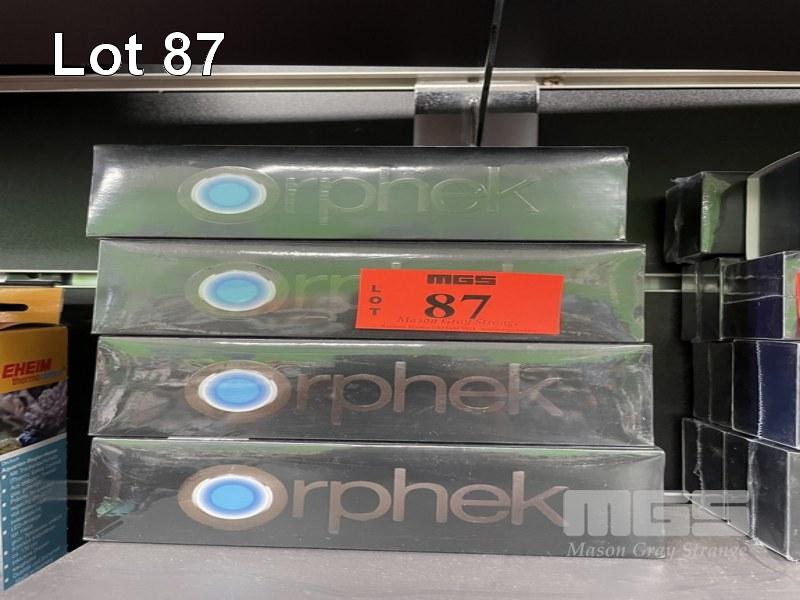 Lot 87
Orphek
Orphek
MGS
LOT
87
Mason Gray Strange
Orphek
Orphek
EHEIM
MGS
Mason Gray Strange